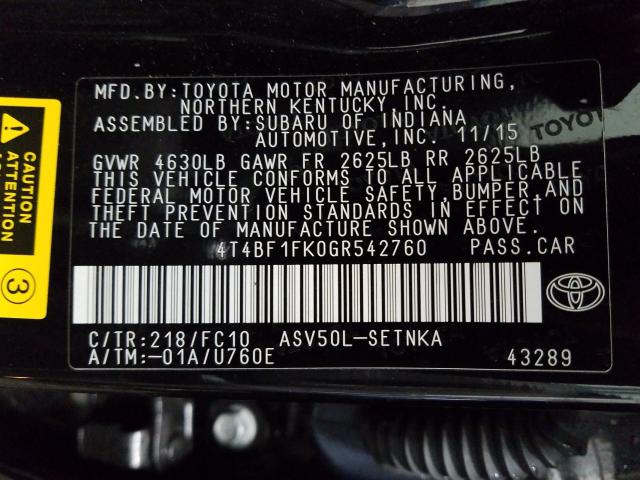 MFD. BY: TOYOTA MOTOR MANUFACTURING,
NORTHERN KENTUCKY, INC.
ASSEMBLED BY: SUBARU OF INDIANA
AUTOMOTIVE, INC. 11/15
TOYO
GVWR 4630LB GAWR FR 2625LB RR 2625LB
THIS VEHICLE CONFORMS TO ALL APPLICABLE
FEDERAL MOTOR VEHICLE SAFETY, BUMPER, AND
THEFT PREVENTION STANDARDS IN EFFECT ON
THE DATE OF MANUFACTURE SHOWN ABOVE.
4T4BF1FK0GR542760 PASS.CAR
C/TR: 218/FC10 ASV50L-SETNKA
A/TM: -01A/U760E 43289
CAUTION
ATTENTION
3